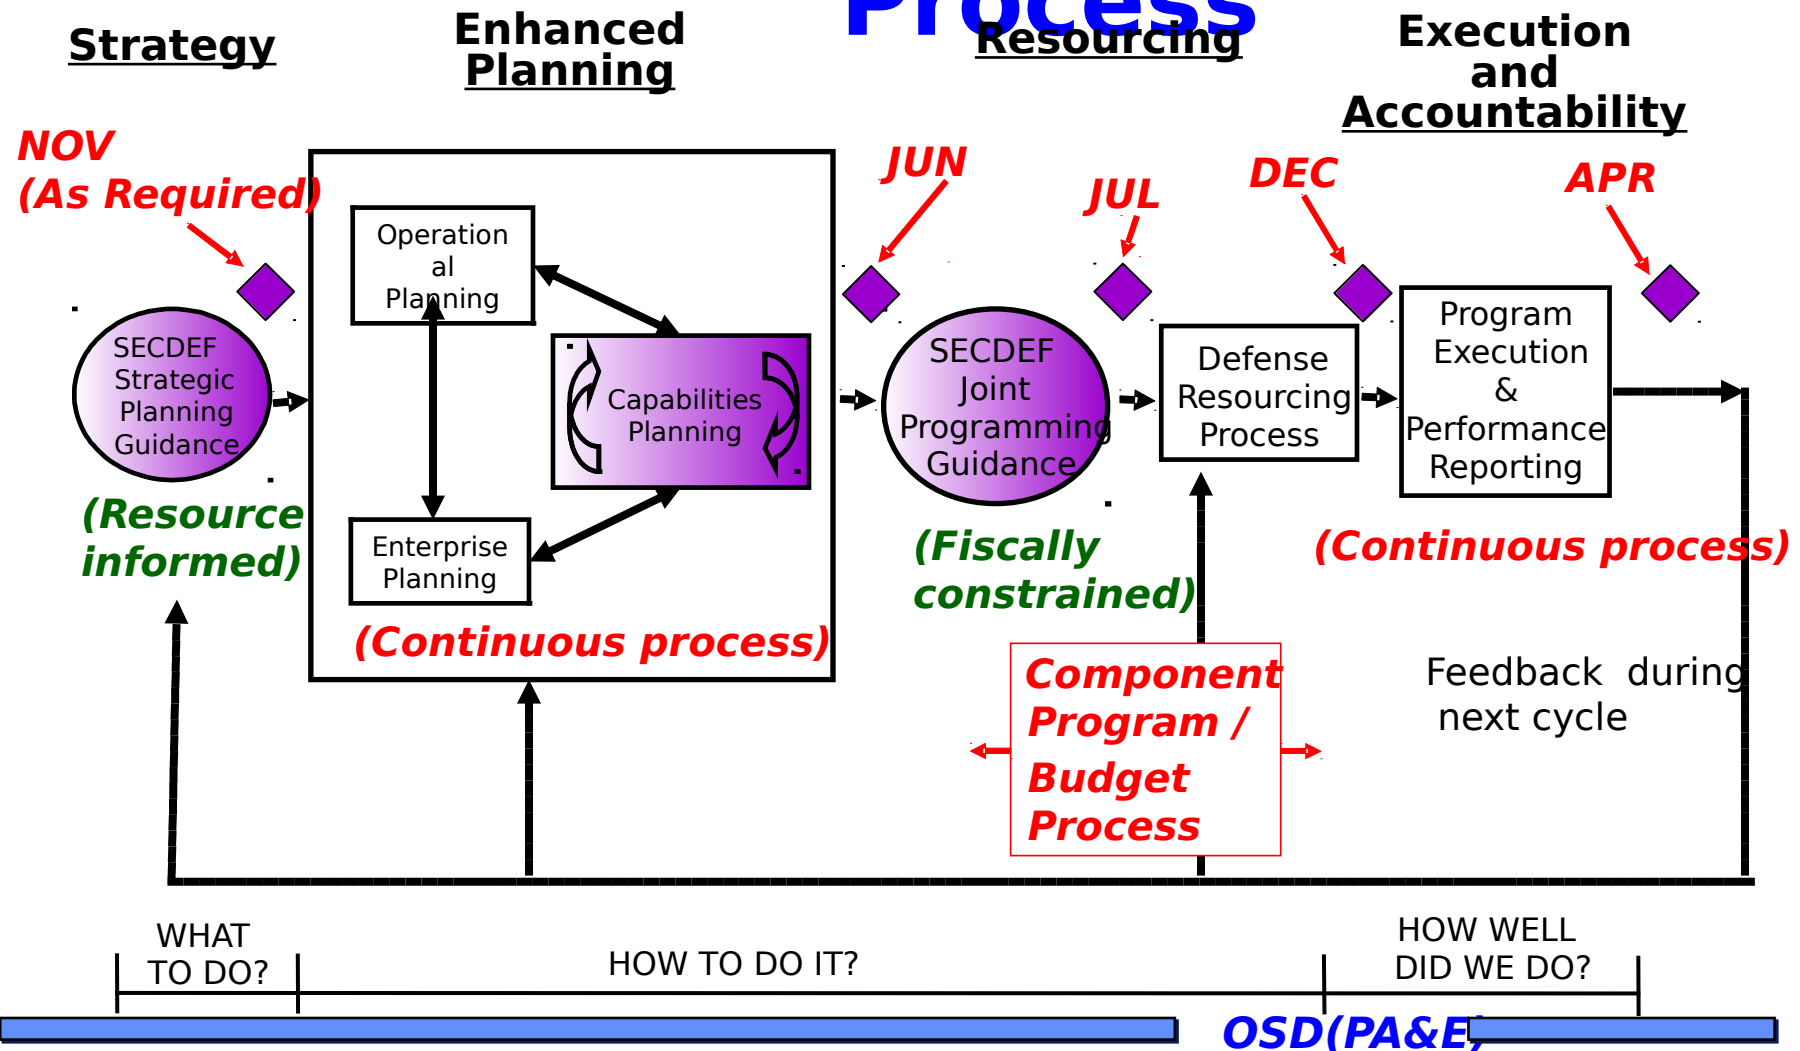 Process
Strategy
Enhanced
Planning
Resourcing
Execution
and
Accountability
NOV
(As Required)
JUN
JUL
DEC
APR
Operation
al
Planning
SECDEF
Strategic
Planning
Guidance
Capabilities
Planning
SECDEF
Joint
Programming
Guidance
Defense
Resourcing
Process
Program
Execution
&
Performance
Reporting
(Resource
informed)
Enterprise
Planning
(Continuous process)
(Fiscally
constrained)
(Continuous process)
Component
Program /
Budget
Process
Feedback during
next cycle
WHAT
TO DO?
HOW TO DO IT?
HOW WELL
DID WE DO?
OSD(PA&E)